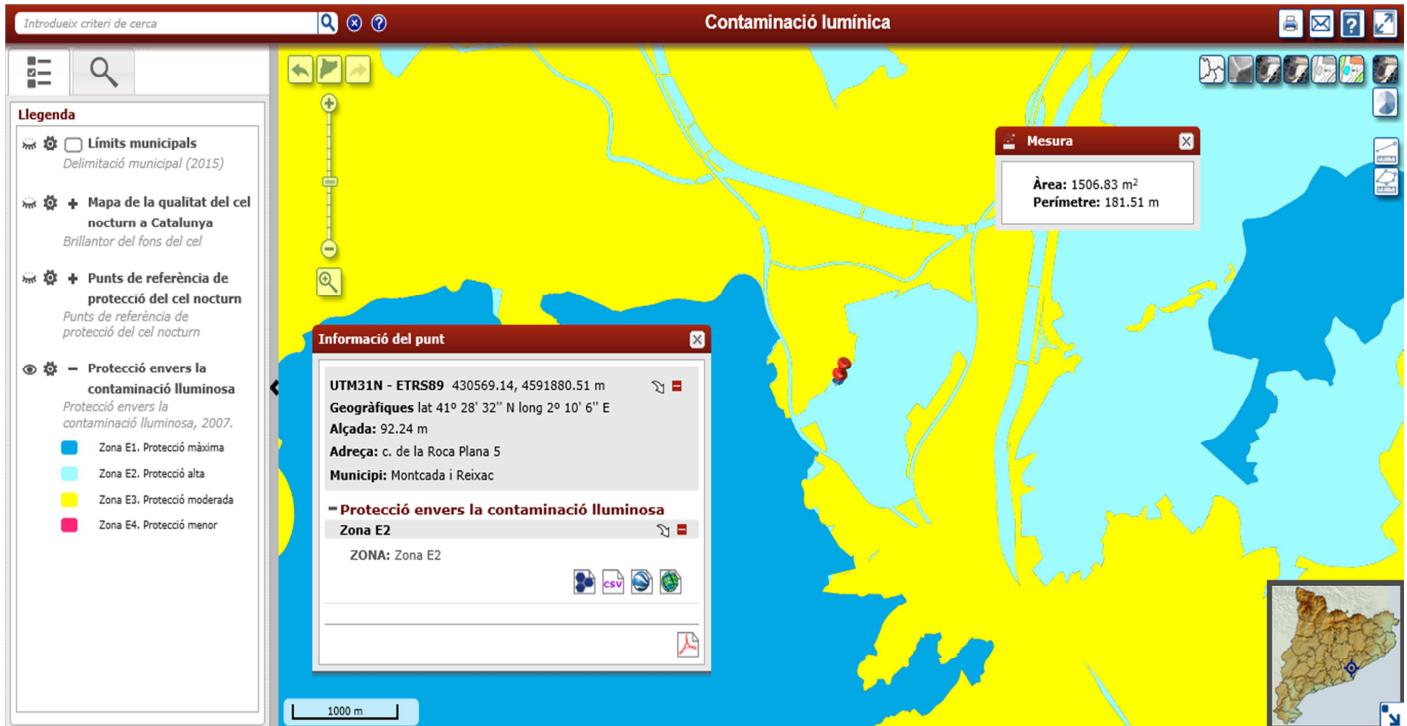 Introdueix criteri de cerca
Contaminació lumínica
Llegenda
Límits municipals
Delimitació municipal (2015)
Mapa de la qualitat del cel
nocturn a Catalunya
Brillantor del fons del cel
Punts de referència de
protecció del cel nocturn
Punts de referència de
protecció del cel nocturn
Protecció envers la
contaminació lluminosa
Protecció envers la
contaminació lluminosa, 2007.
Zona E1. Protecció màxima
Zona E2. Protecció alta
Zona E3. Protecció moderada
Zona E4. Protecció menor
Mesura
Àrea: 1506.83 m²
Perímetre: 181.51 m
Informació del punt
UTM31N - ETRS89 430569.14, 4591880.51 m
Geogràfiques lat 41º 28' 32'' N long 2º 10' 6'' E
Alçada: 92.24 m
Adreça: c. de la Roca Plana 5
Municipi: Montcada i Reixac
Protecció envers la contaminació lluminosa
Zona E2
ZONA: Zona E2
CSV
1000 m